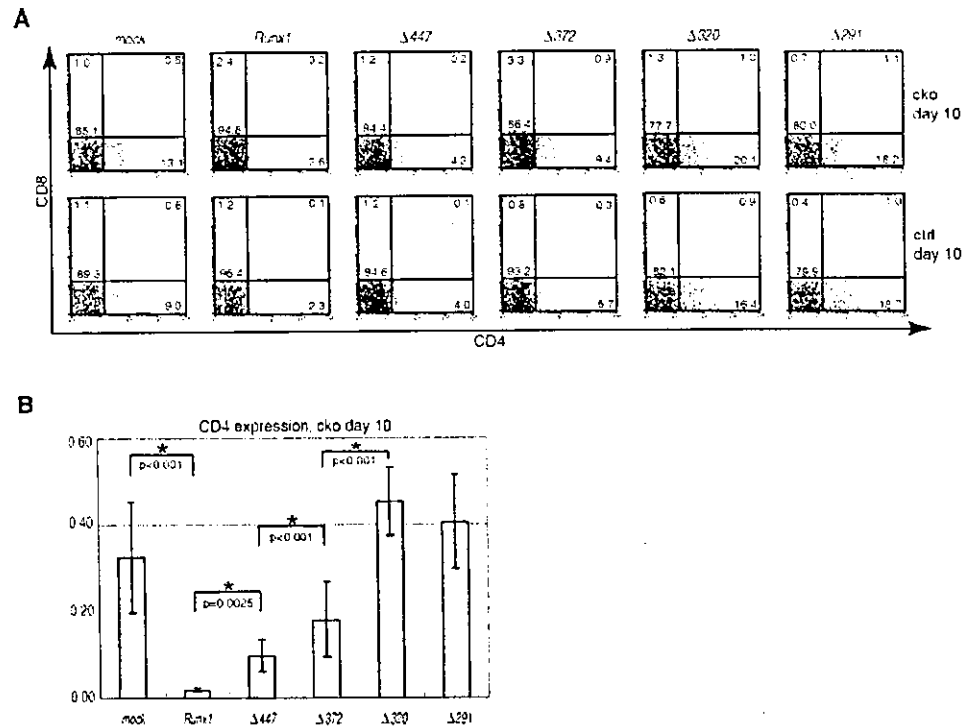 A
mock Runx1 Δ447 Δ372 Δ320 Δ291
1.0 0.5 2.4 0.2 1.2 0.2 3.3 0.9 1.3 1.0 0.7 1.1
cko
day 10
85.1 94.8 94.4 86.4 77.7 80.0
13.1 2.6 4.2 9.4 20.1 18.2
CD8
1.1 0.6 1.2 0.1 1.2 0.1 0.8 0.3 0.6 0.9 0.4 1.0
ctrl
day 10
89.3 96.4 94.6 93.2 82.1 79.9
9.0 2.3 4.0 5.7 16.4 18.7
CD4
B
CD4 expression, cko day 10
0.60
* p<0.001
* p<0.001
0.40
* p<0.001
* p=0.0025
0.20
0.00
mock Runx1 Δ447 Δ372 Δ320 Δ291